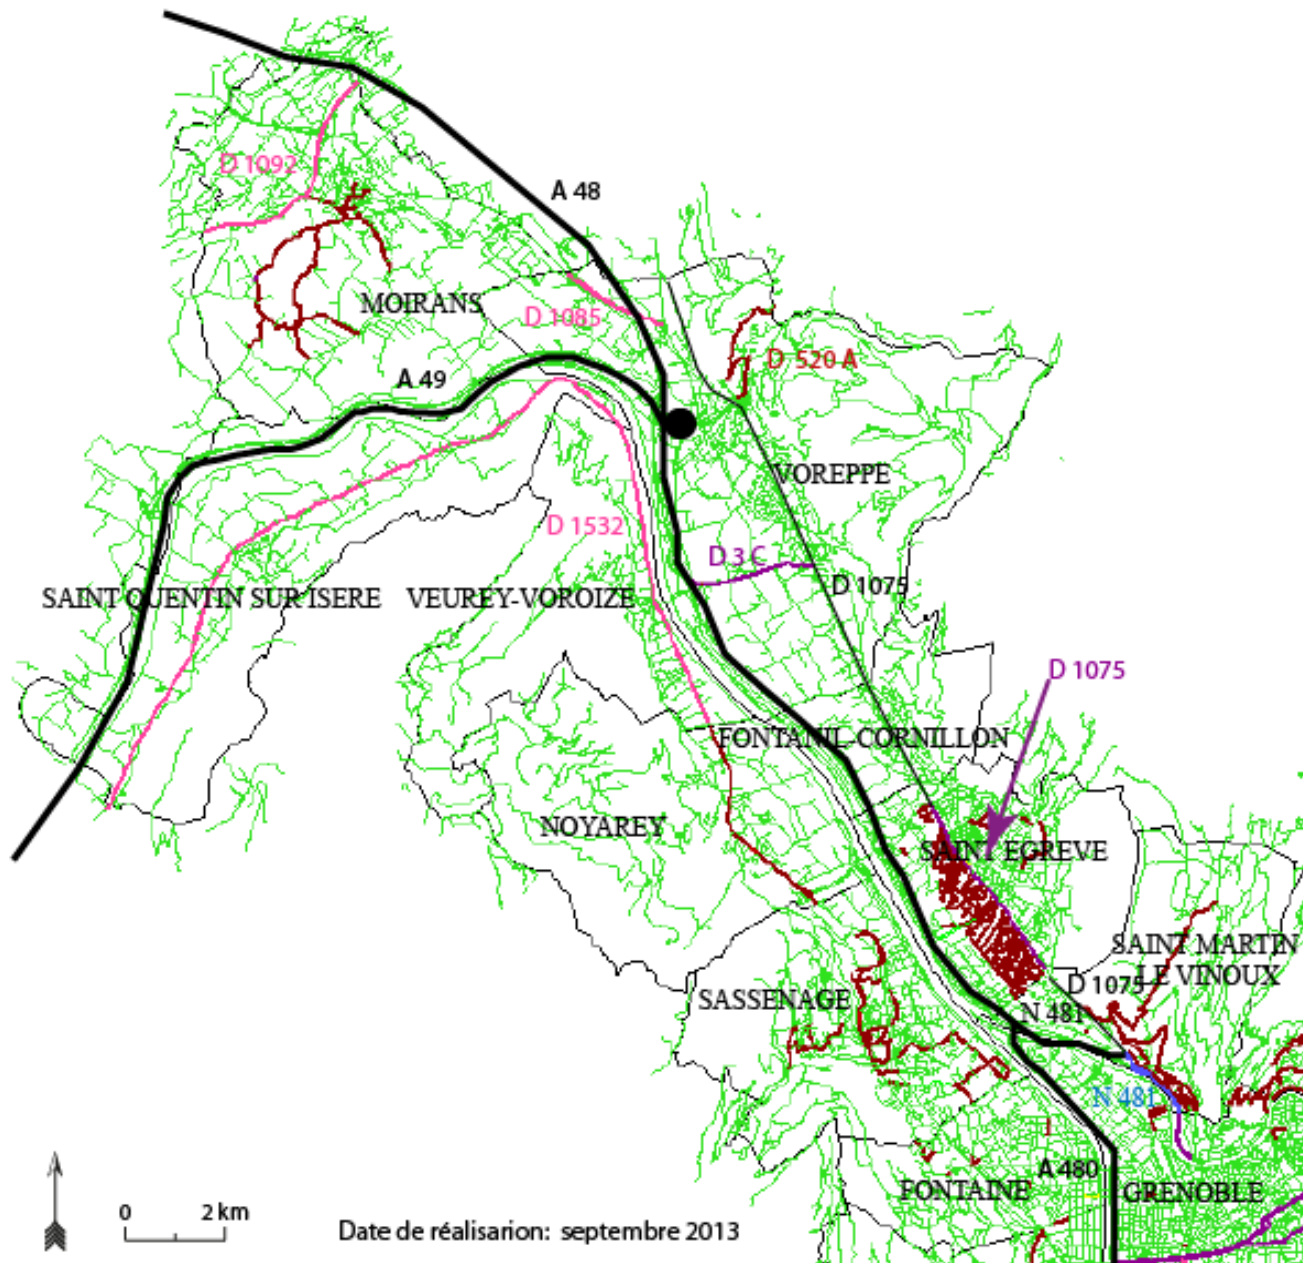 D 1092
A 48
MOIRANS
D 1085
D 520 A
A 49
VOREPPE
D 1532
D 3 C
D 1075
SAINT QUENTIN SUR ISERE
VEUREY-VOROIZE
D 1075
FONTANIL-CORNILLON
NOYAREY
SAINT EGREVE
SAINT MARTIN
LE VINOUX
D 1075
SASSENAGE
N 481
N 481
A 480
FONTAINE
GRENOBLE
0 2 km
Date de réalisarion: septembre 2013